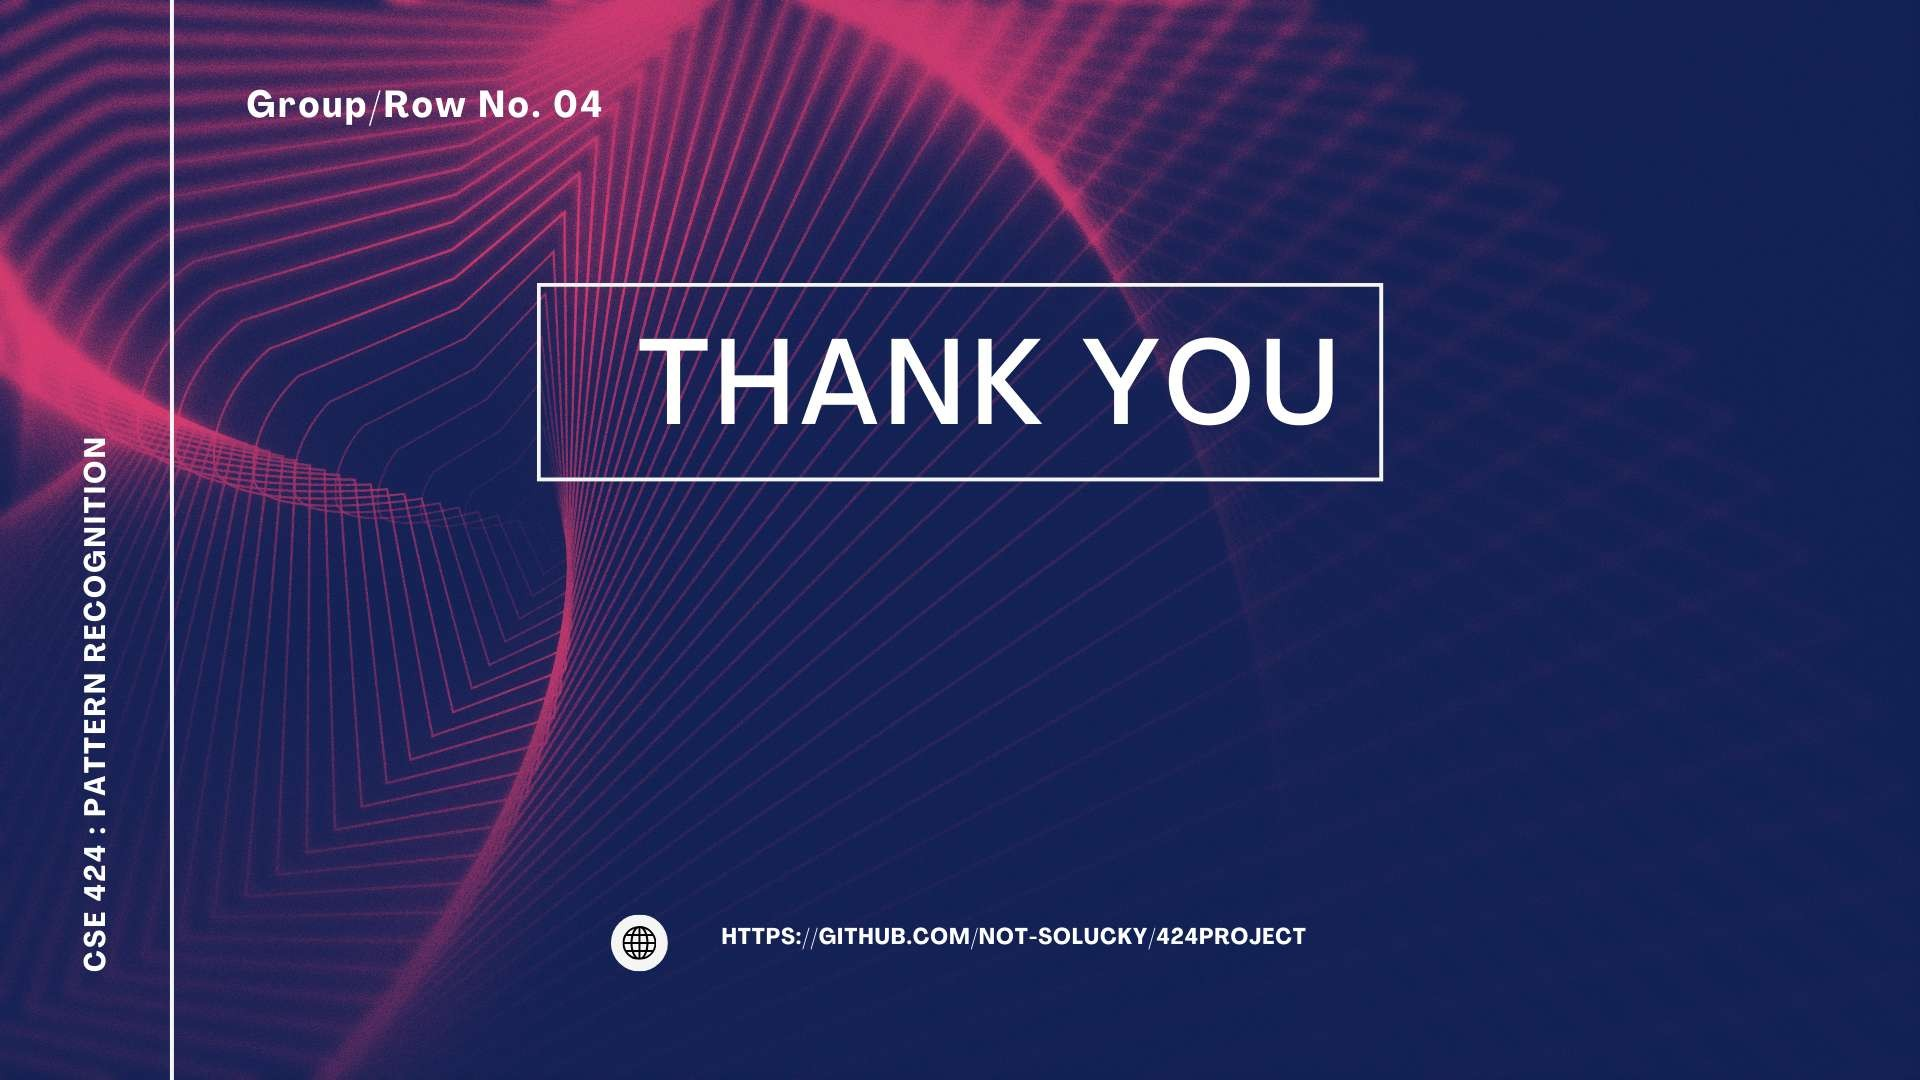 Group/Row No. 04
THANK YOU
CSE 424 : PATTERN RECOGNITION
HTTPS://GITHUB.COM/NOT-SOLUCKY/424PROJECT